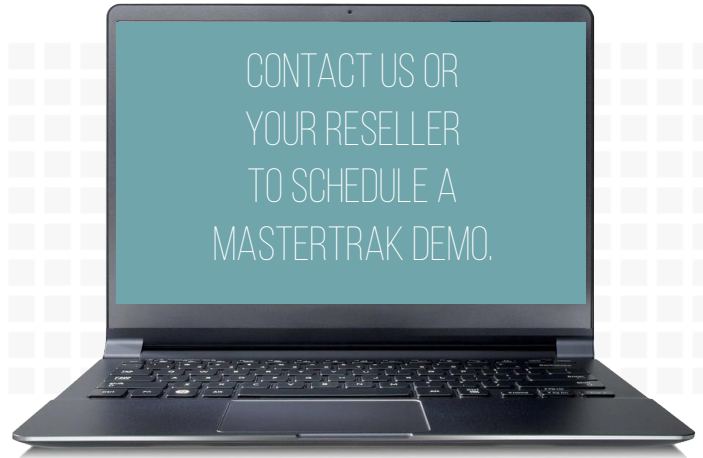 CONTACT US OR
YOUR RESELLER
TO SCHEDULE A
MASTERTRAK DEMO.